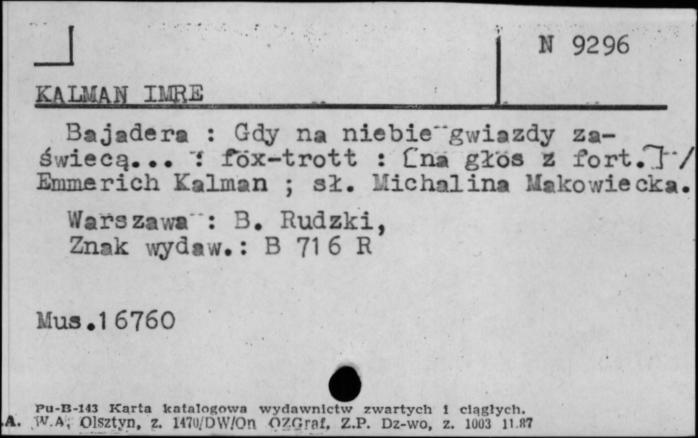 N 9296
KALMAN IMRE
Bajadera : Gdy na niebie gwiazdy za-
świecą... : fox-trott : [na głos z fort.] /
Emmerich Kalman ; sł. Michalina Makowiecka.
Warszawa : B. Rudzki,
Znak wydaw.: B 716 R
Mus.16760
Pu-B-143 Karta katalogowa wydawnictw zwartych i ciągłych.
.A. W.A. Olsztyn, z. 1470/DW/On OZGraf, Z.P. Dz-wo, z. 1003 11.87